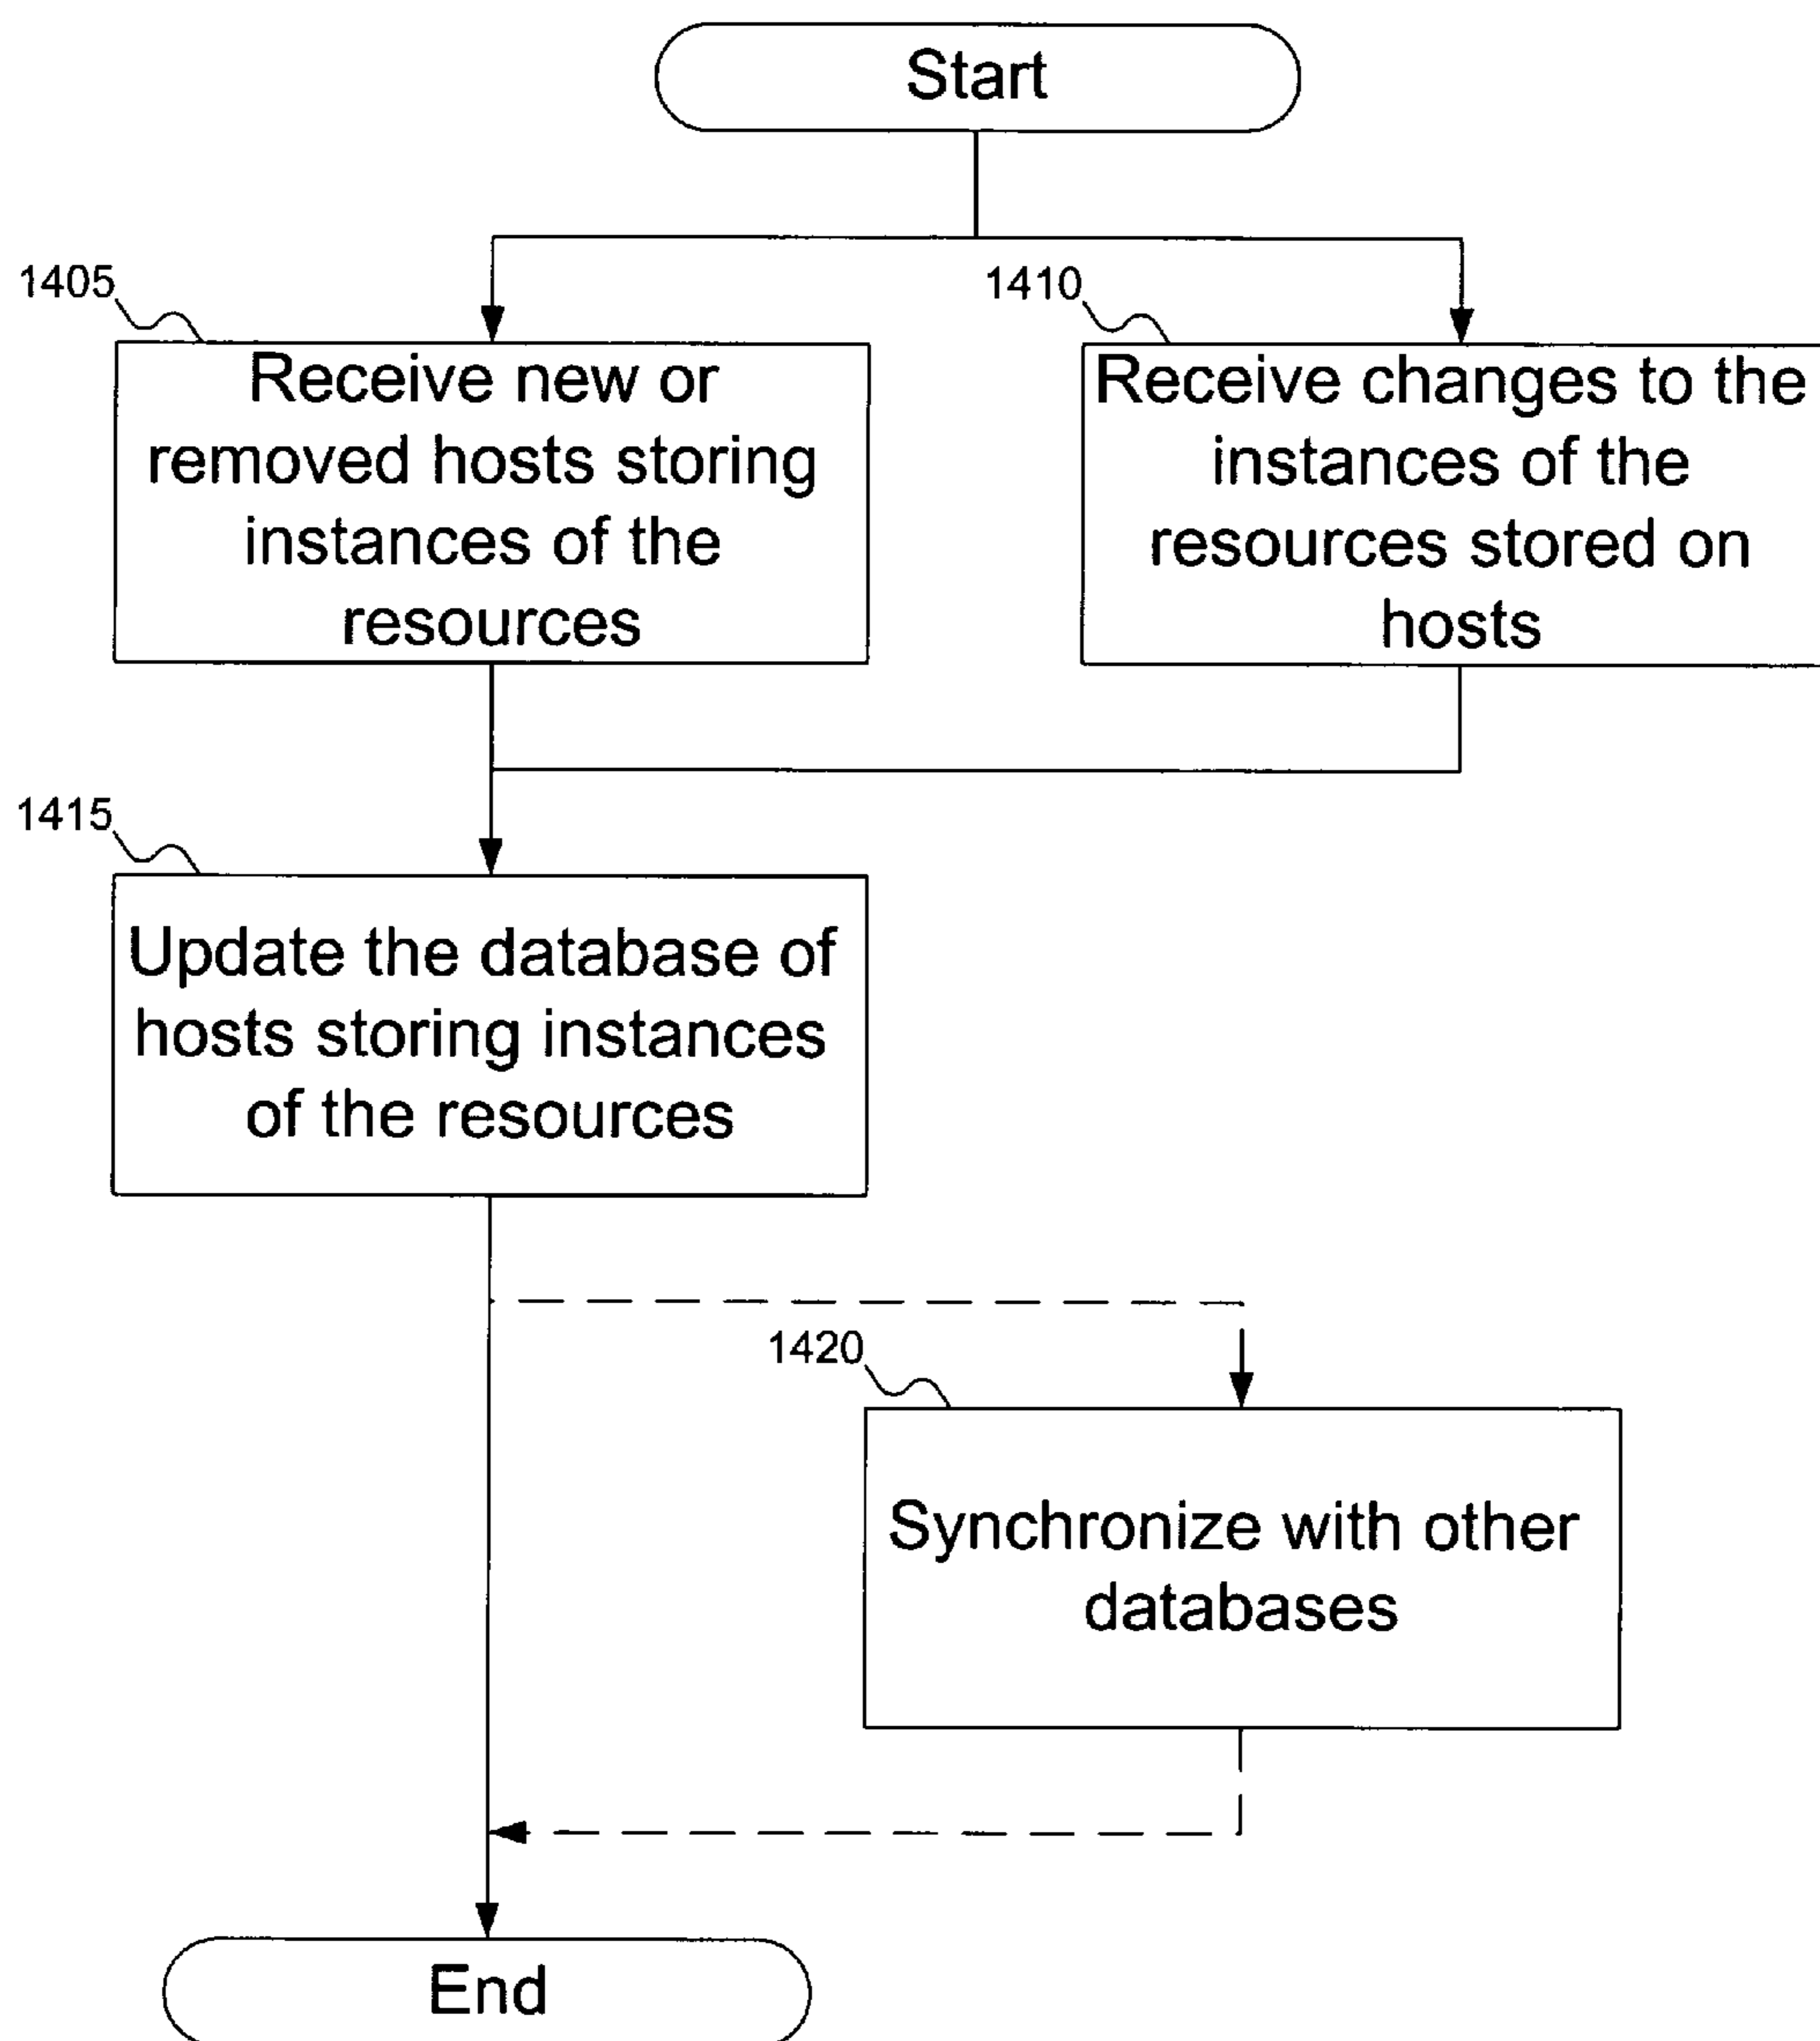 Start
1405
Receive new or
removed hosts storing
instances of the
resources
1410
Receive changes to the
instances of the
resources stored on
hosts
1415
Update the database of
hosts storing instances
of the resources
1420
Synchronize with other
databases
End